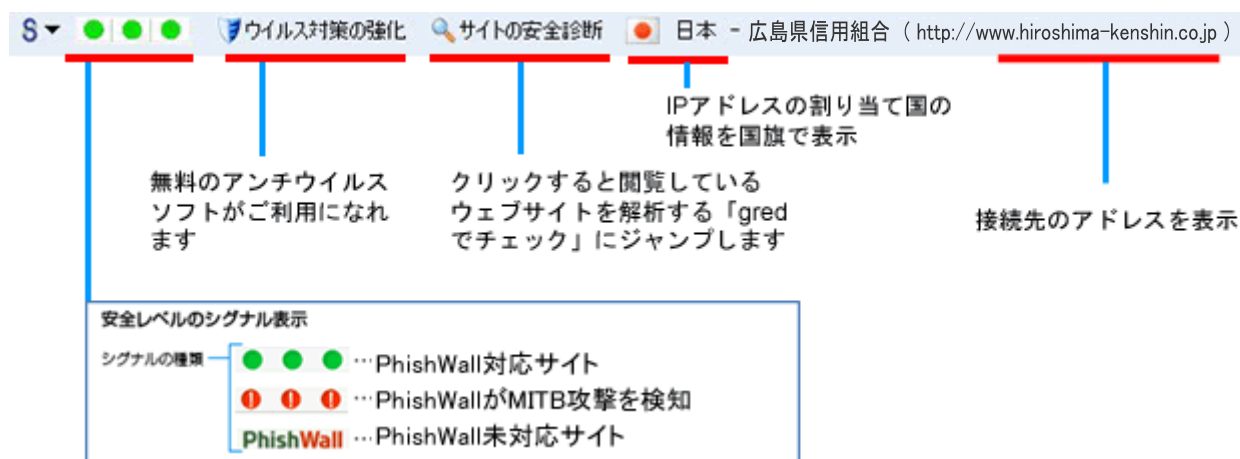 S ウイルス対策の強化 サイトの安全診断 日本 - 広島県信用組合 ( http://www.hiroshima-kenshin.co.jp )
IPアドレスの割り当て国の
情報を国旗で表示
無料のアンチウイルス
ソフトがご利用になれ
ます
クリックすると閲覧している
ウェブサイトを解析する「gred
でチェック」にジャンプします
接続先のアドレスを表示
安全レベルのシグナル表示
シグナルの種類
…PhishWall対応サイト
…PhishWallがMITB攻撃を検知
PhishWall …PhishWall未対応サイト